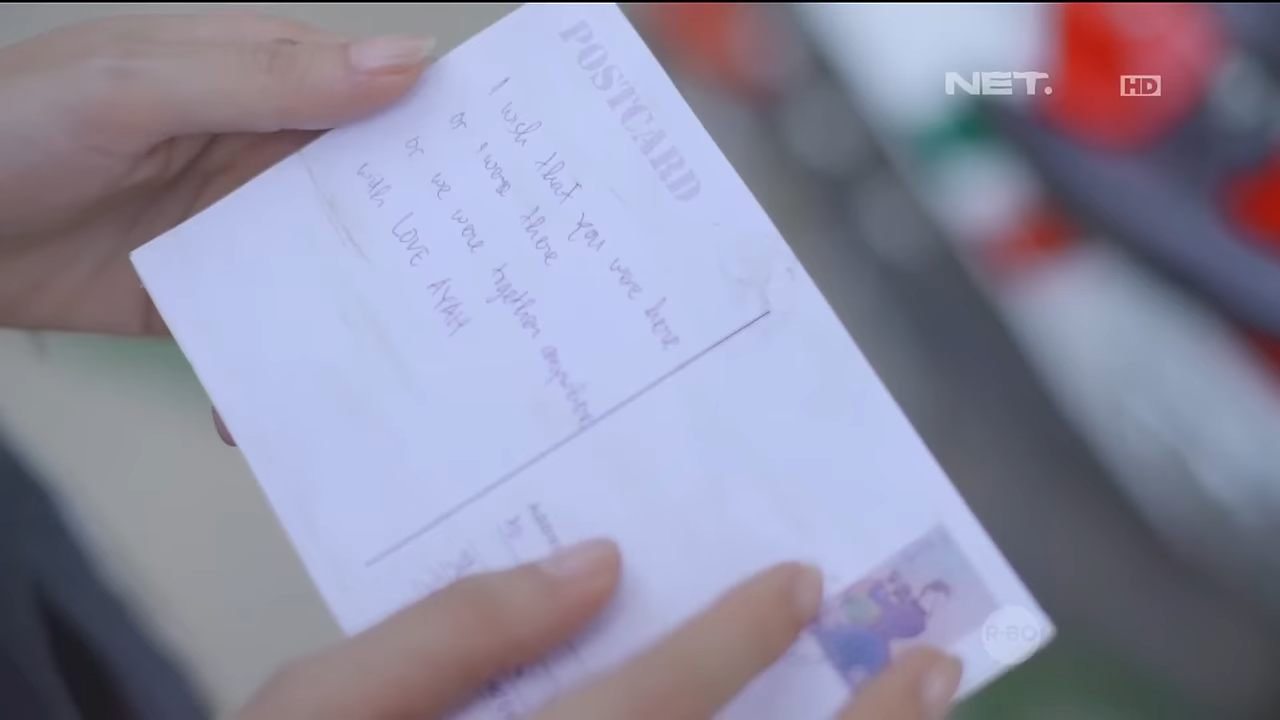 NET.
HD
POSTCARD
I wish that you were here
or i were there
or we were together anywhere
with LOVE AYAH
R-BO